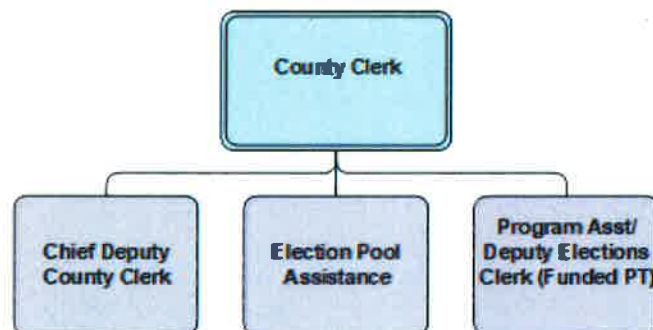 County Clerk
Chief Deputy
County Clerk
Election Pool
Assistance
Program Asst/
Deputy Elections
Clerk (Funded PT)